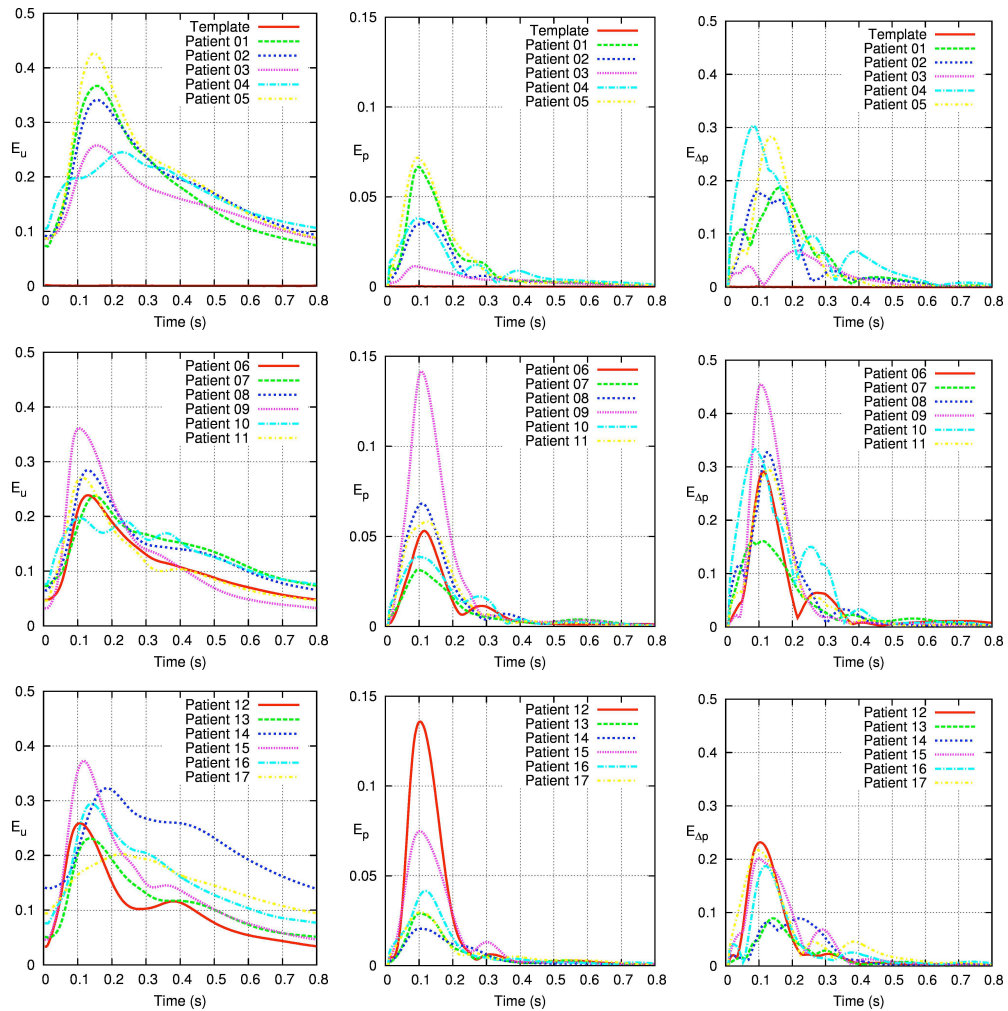 Template
Patient 01
Patient 02
Patient 03
Patient 04
Patient 05
0.5
0.4
0.3
0.2
0.1
0
E_u
0 0.1 0.2 0.3 0.4 0.5 0.6 0.7 0.8
Time (s)
Template
Patient 01
Patient 02
Patient 03
Patient 04
Patient 05
0.15
0.1
0.05
0
E_p
0 0.1 0.2 0.3 0.4 0.5 0.6 0.7 0.8
Time (s)
Template
Patient 01
Patient 02
Patient 03
Patient 04
Patient 05
0.5
0.4
0.3
0.2
0.1
0
E_Δp
0 0.1 0.2 0.3 0.4 0.5 0.6 0.7 0.8
Time (s)
Patient 06
Patient 07
Patient 08
Patient 09
Patient 10
Patient 11
0.5
0.4
0.3
0.2
0.1
0
E_u
0 0.1 0.2 0.3 0.4 0.5 0.6 0.7 0.8
Time (s)
Patient 06
Patient 07
Patient 08
Patient 09
Patient 10
Patient 11
0.15
0.1
0.05
0
E_p
0 0.1 0.2 0.3 0.4 0.5 0.6 0.7 0.8
Time (s)
Patient 06
Patient 07
Patient 08
Patient 09
Patient 10
Patient 11
0.5
0.4
0.3
0.2
0.1
0
E_Δp
0 0.1 0.2 0.3 0.4 0.5 0.6 0.7 0.8
Time (s)
Patient 12
Patient 13
Patient 14
Patient 15
Patient 16
Patient 17
0.5
0.4
0.3
0.2
0.1
0
E_u
0 0.1 0.2 0.3 0.4 0.5 0.6 0.7 0.8
Time (s)
Patient 12
Patient 13
Patient 14
Patient 15
Patient 16
Patient 17
0.15
0.1
0.05
0
E_p
0 0.1 0.2 0.3 0.4 0.5 0.6 0.7 0.8
Time (s)
Patient 12
Patient 13
Patient 14
Patient 15
Patient 16
Patient 17
0.5
0.4
0.3
0.2
0.1
0
E_Δp
0 0.1 0.2 0.3 0.4 0.5 0.6 0.7 0.8
Time (s)